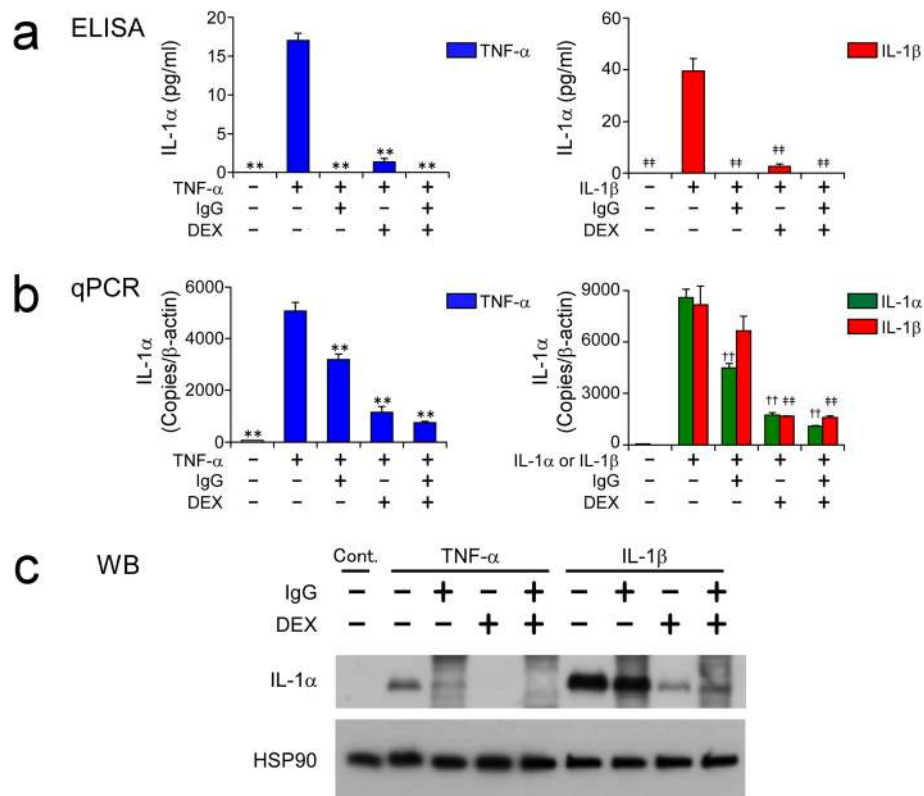 a ELISA
IL-1α (pg/ml)
20
15
10
5
0
TNF-α
** ** ** **
TNF-α − + + + +
IgG − − + − +
DEX − − − + +
IL-1α (pg/ml)
60
40
20
0
IL-1β
‡‡ ‡‡ ‡‡ ‡‡
IL-1β − + + + +
IgG − − + − +
DEX − − − + +
b qPCR
IL-1α
(Copies/β-actin)
6000
4000
2000
0
TNF-α
** ** ** **
TNF-α − + + + +
IgG − − + − +
DEX − − − + +
IL-1α
(Copies/β-actin)
9000
6000
3000
0
IL-1α
IL-1β
†† †† ‡‡ †† ‡‡
IL-1α or IL-1β − + + + +
IgG − − + − +
DEX − − − + +
c WB
Cont. TNF-α IL-1β
IgG − − + − + − + − +
DEX − − − + + − − + +
IL-1α
HSP90